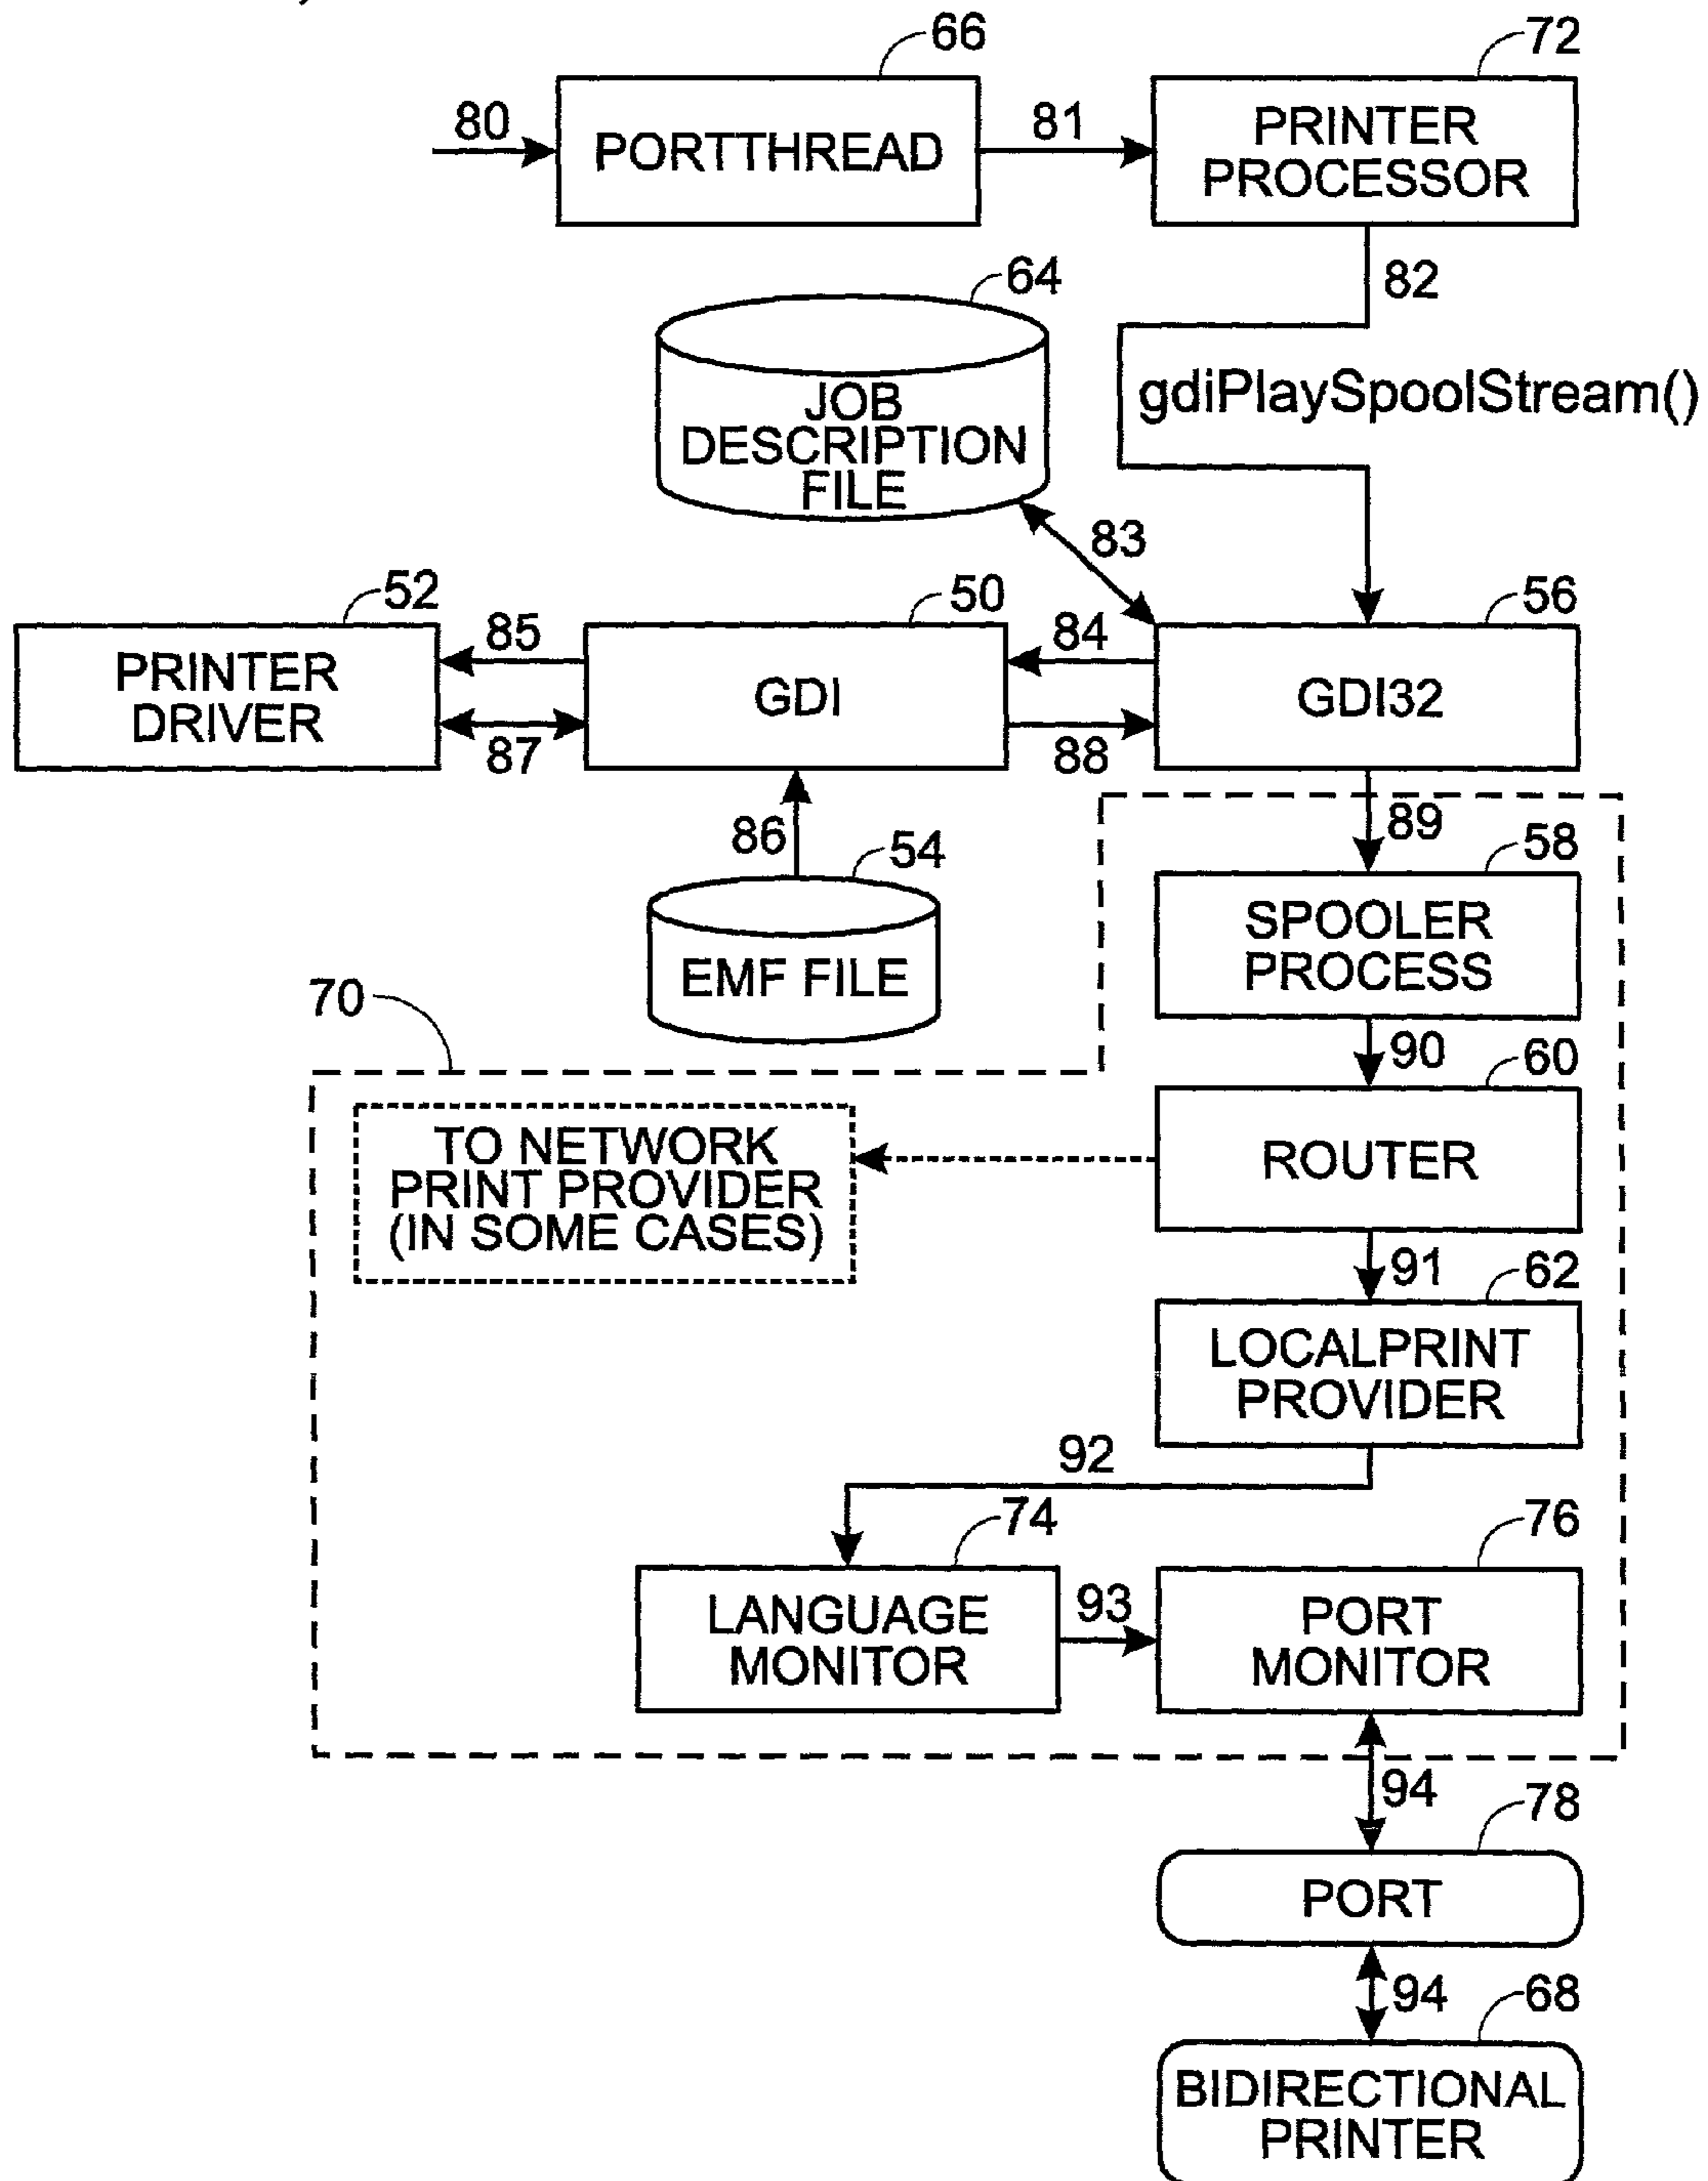 66
72
80
PORTTHREAD
81
PRINTER
PROCESSOR
82
64
JOB
DESCRIPTION
FILE
gdiPlaySpoolStream()
83
52
50
56
PRINTER
DRIVER
85
87
GDI
84
88
GDI32
86
54
EMF FILE
89
58
SPOOLER
PROCESS
70
90
60
TO NETWORK
PRINT PROVIDER
(IN SOME CASES)
ROUTER
91
62
LOCALPRINT
PROVIDER
92
74
76
LANGUAGE
MONITOR
93
PORT
MONITOR
94
78
PORT
94
68
BIDIRECTIONAL
PRINTER